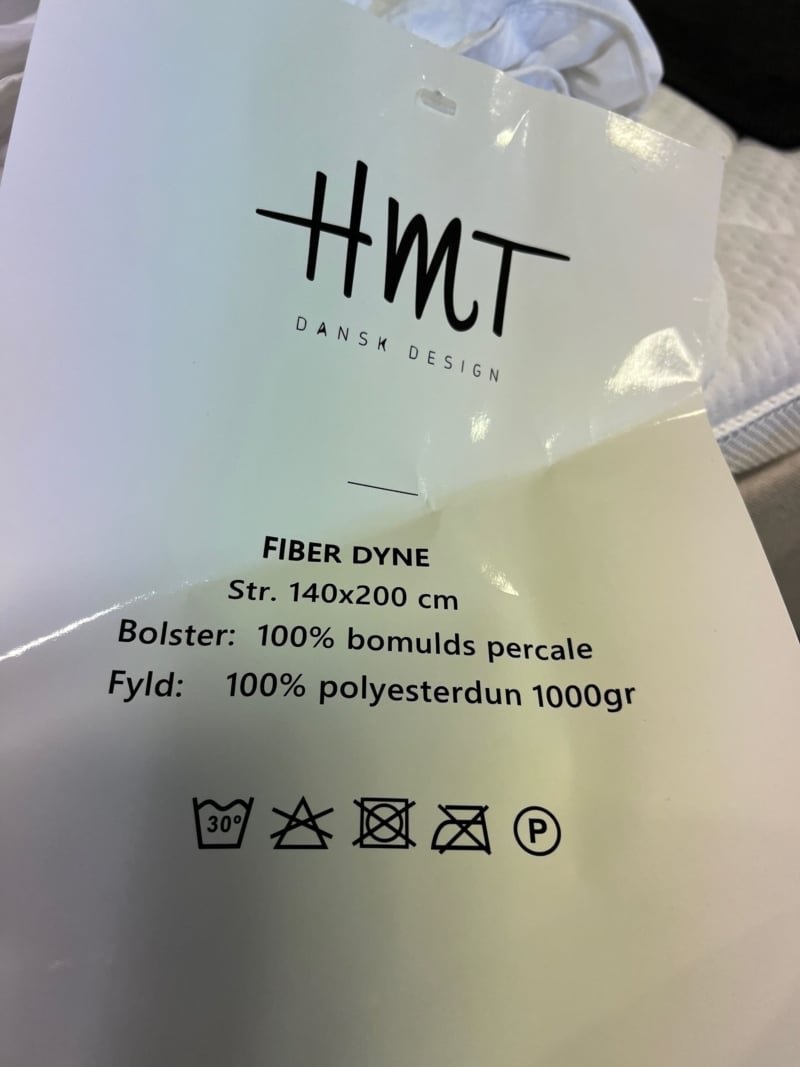 HMT
DANSK DESIGN
FIBER DYNE
Str. 140x200 cm
Bolster: 100% bomulds percale
Fyld: 100% polyesterdun 1000gr
30° P